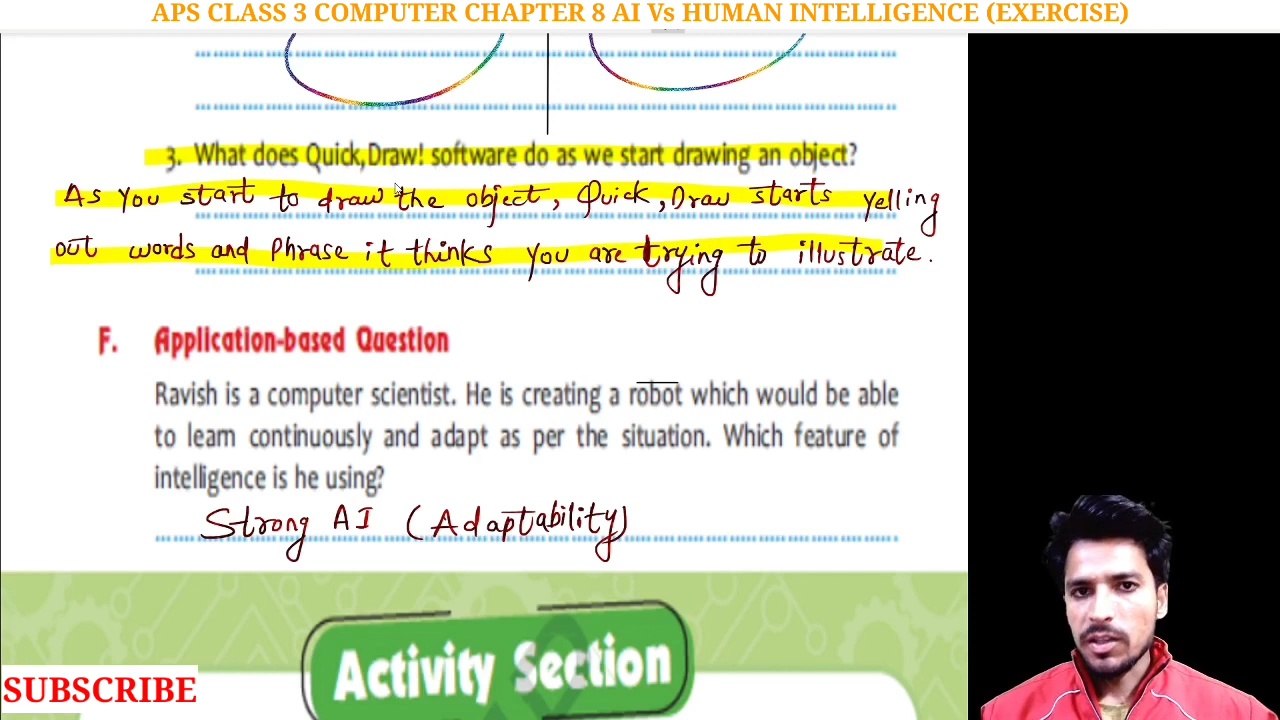 APS CLASS 3 COMPUTER CHAPTER 8 AI Vs HUMAN INTELLIGENCE (EXERCISE)
3. What does Quick,Draw! software do as we start drawing an object?
As you start to draw the object, Quick, Draw starts yelling
out words and Phrase it thinks you are trying to illustrate.
F. Application-based Question
Ravish is a computer scientist. He is creating a robot which would be able
to learn continuously and adapt as per the situation. Which feature of
intelligence is he using?
Strong AI (Adaptability)
Activity Section
SUBSCRIBE